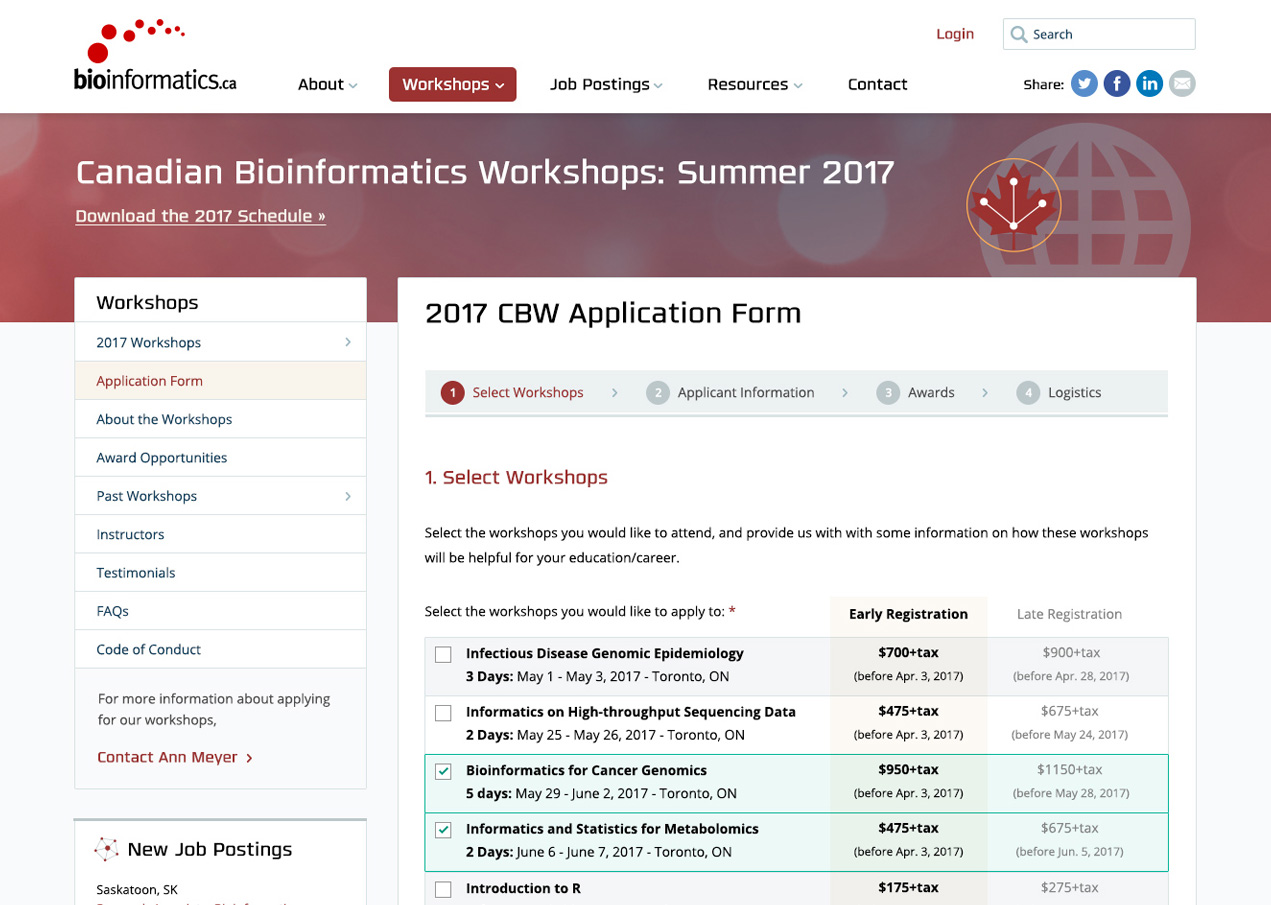 Login
Search
bioinformatics.ca
About
Workshops
Job Postings
Resources
Contact
Share:
Canadian Bioinformatics Workshops: Summer 2017
Download the 2017 Schedule »
Workshops
2017 Workshops
Application Form
About the Workshops
Award Opportunities
Past Workshops
Instructors
Testimonials
FAQs
Code of Conduct
For more information about applying
for our workshops,
Contact Ann Meyer
New Job Postings
Saskatoon, SK
2017 CBW Application Form
1 Select Workshops
2 Applicant Information
3 Awards
4 Logistics
1. Select Workshops
Select the workshops you would like to attend, and provide us with with some information on how these workshops
will be helpful for your education/career.
Select the workshops you would like to apply to: * Early Registration Late Registration
Infectious Disease Genomic Epidemiology $700+tax $900+tax
3 Days: May 1 - May 3, 2017 - Toronto, ON (before Apr. 3, 2017) (before Apr. 28, 2017)
Informatics on High-throughput Sequencing Data $475+tax $675+tax
2 Days: May 25 - May 26, 2017 - Toronto, ON (before Apr. 3, 2017) (before May 24, 2017)
Bioinformatics for Cancer Genomics $950+tax $1150+tax
5 days: May 29 - June 2, 2017 - Toronto, ON (before Apr. 3, 2017) (before May 28, 2017)
Informatics and Statistics for Metabolomics $475+tax $675+tax
2 Days: June 6 - June 7, 2017 - Toronto, ON (before Apr. 3, 2017) (before Jun. 5, 2017)
Introduction to R $175+tax $275+tax